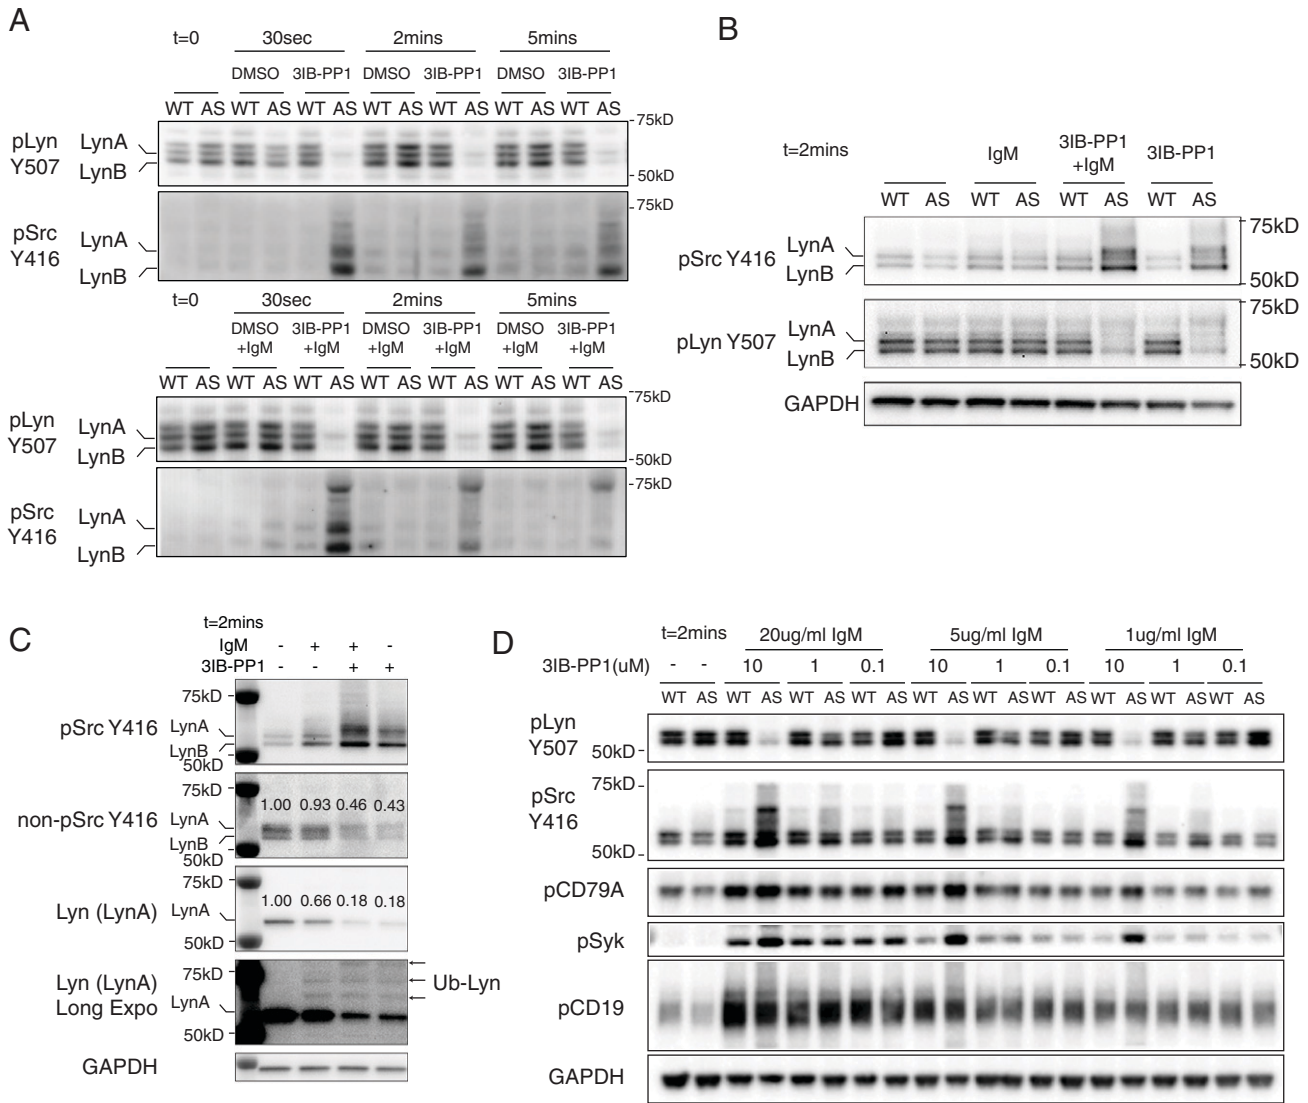 A
t=0 30sec 2mins 5mins
DMSO 3IB-PP1 DMSO 3IB-PP1 DMSO 3IB-PP1
WT AS WT AS WT AS WT AS WT AS WT AS WT AS
pLyn Y507 LynA LynB
75kD
50kD
pSrc Y416 LynA LynB
75kD
t=0 30sec 2mins 5mins
DMSO +IgM 3IB-PP1 +IgM DMSO +IgM 3IB-PP1 +IgM DMSO +IgM 3IB-PP1 +IgM
WT AS WT AS WT AS WT AS WT AS WT AS WT AS
pLyn Y507 LynA LynB
75kD
50kD
pSrc Y416 LynA LynB
75kD
B
t=2mins IgM 3IB-PP1 +IgM 3IB-PP1
WT AS WT AS WT AS WT AS
pSrc Y416 LynA LynB
75kD
50kD
pLyn Y507 LynA LynB
75kD
50kD
GAPDH
C
t=2mins
IgM - + + -
3IB-PP1 - - + +
pSrc Y416 75kD LynA LynB 50kD
non-pSrc Y416 75kD LynA LynB 50kD
1.00 0.93 0.46 0.43
Lyn (LynA) 75kD LynA 50kD
1.00 0.66 0.18 0.18
Lyn (LynA) Long Expo 75kD LynA 50kD
Ub-Lyn
GAPDH
D
t=2mins 20ug/ml IgM 5ug/ml IgM 1ug/ml IgM
3IB-PP1(uM) - - 10 1 0.1 10 1 0.1 10 1 0.1
WT AS WT AS WT AS WT AS WT AS WT AS WT AS WT AS WT AS WT AS
pLyn Y507 50kD
pSrc Y416 75kD 50kD
pCD79A
pSyk
pCD19
GAPDH